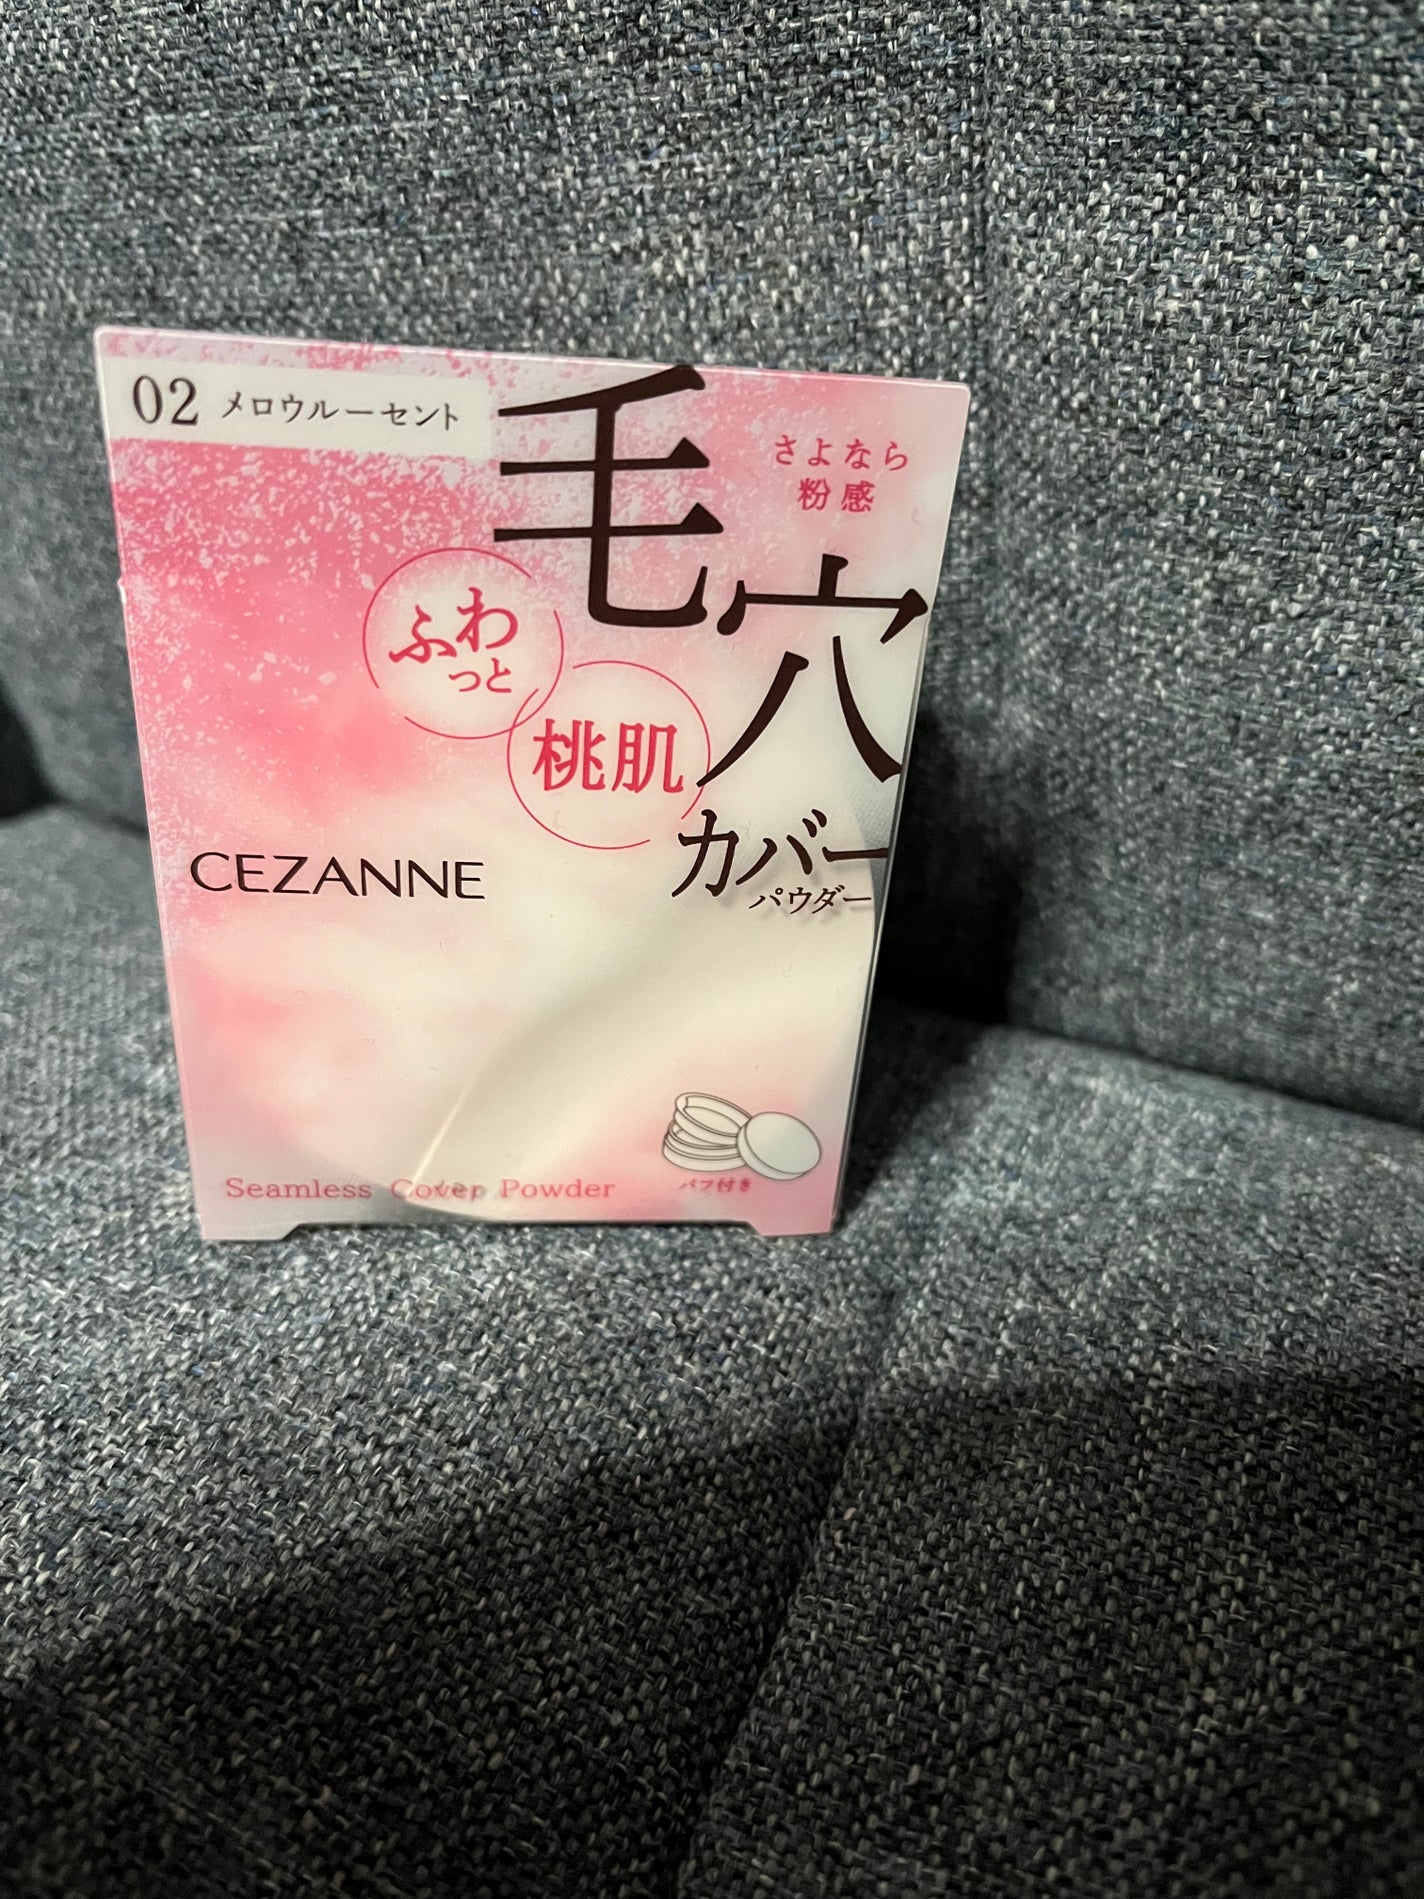 02 メロウルーセント
さよなら
粉感
毛穴
カバー
パウダー
ふわ
っと
桃肌
CEZANNE
Seamless Cover Powder
パフ付き